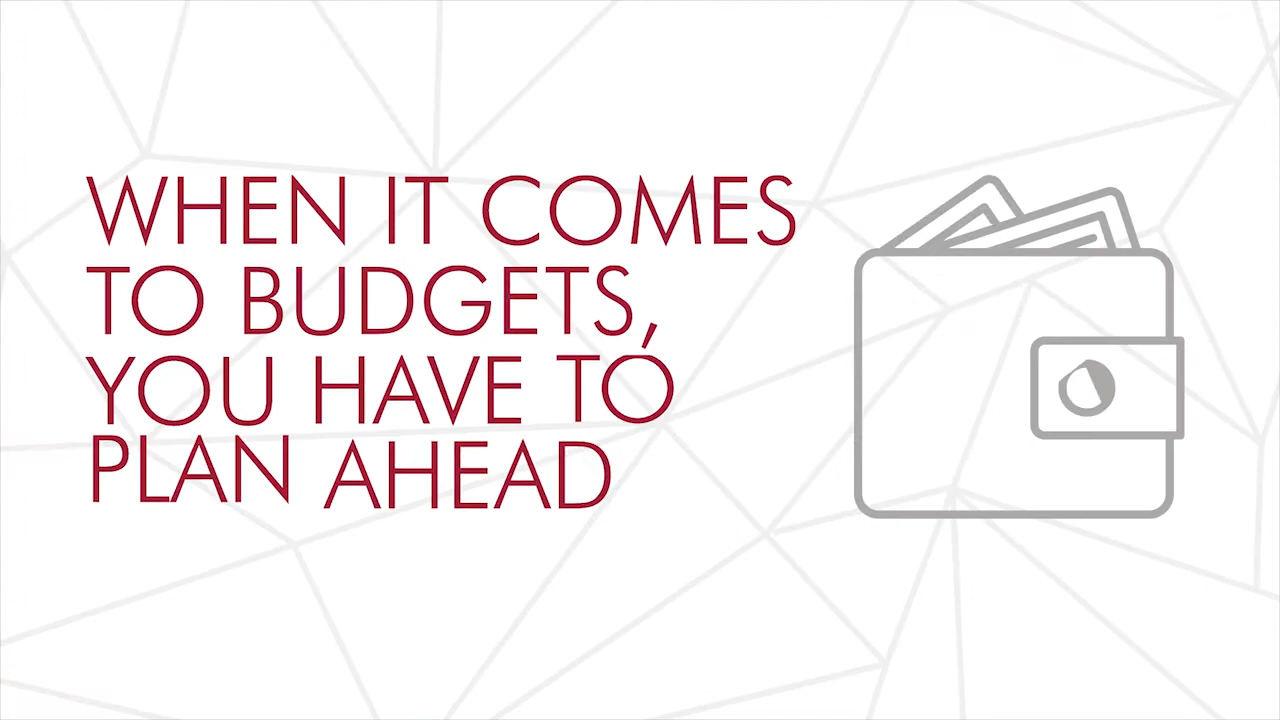 WHEN IT COMES
TO BUDGETS,
YOU HAVE TO
PLAN AHEAD